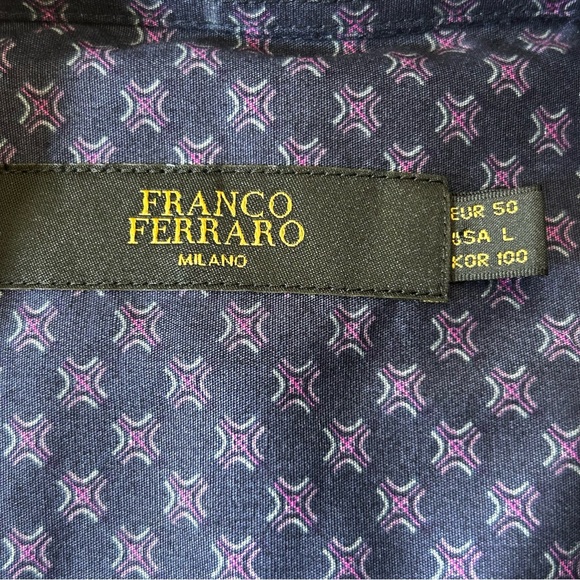 FRANCO
FERRARO
MILANO
EUR 50
USA L
KOR 100